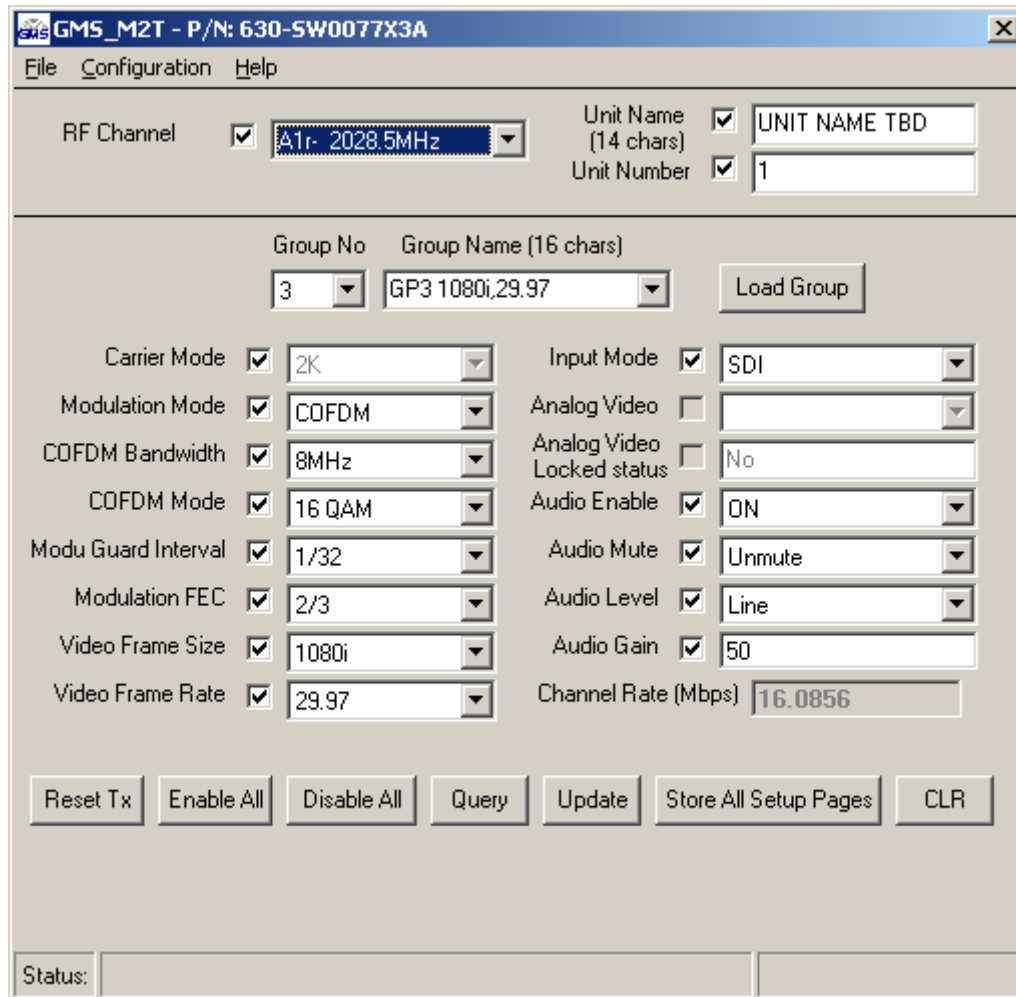 GMS_M2T - P/N: 630-SW0077X3A
File Configuration Help
RF Channel
A1r- 2028.5MHz
Unit Name
(14 chars)
UNIT NAME TBD
Unit Number
1
Group No
Group Name (16 chars)
3
GP3 1080i,29.97
Load Group
Carrier Mode
2K
Input Mode
SDI
Modulation Mode
COFDM
Analog Video
COFDM Bandwidth
8MHz
Analog Video
Locked status
No
COFDM Mode
16 QAM
Audio Enable
ON
Modu Guard Interval
1/32
Audio Mute
Unmute
Modulation FEC
2/3
Audio Level
Line
Video Frame Size
1080i
Audio Gain
50
Video Frame Rate
29.97
Channel Rate (Mbps)
16.0856
Reset Tx
Enable All
Disable All
Query
Update
Store All Setup Pages
CLR
Status: